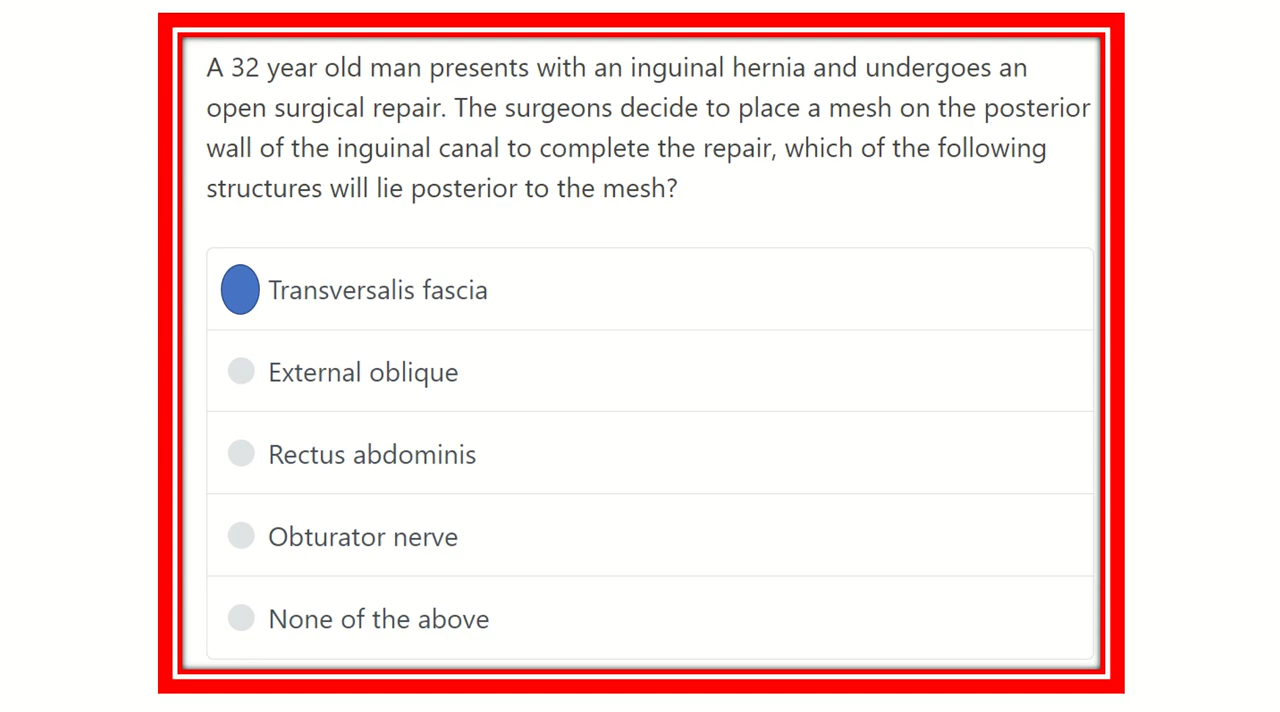 A 32 year old man presents with an inguinal hernia and undergoes an
open surgical repair. The surgeons decide to place a mesh on the posterior
wall of the inguinal canal to complete the repair, which of the following
structures will lie posterior to the mesh?
Transversalis fascia
External oblique
Rectus abdominis
Obturator nerve
None of the above